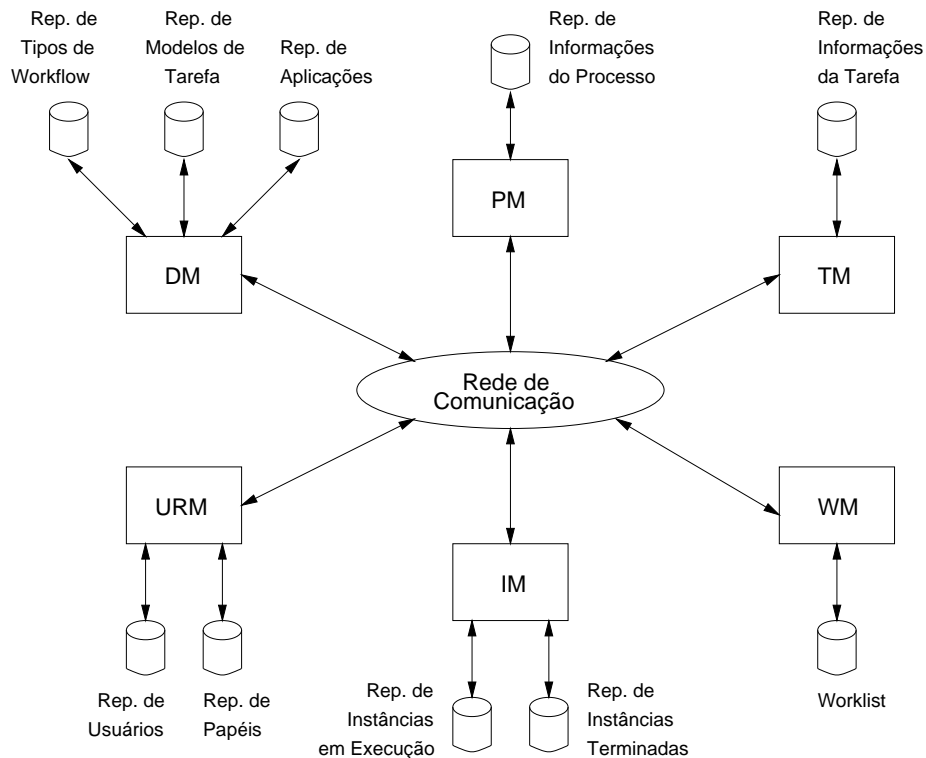 Rep. de
Tipos de
Workflow
Rep. de
Modelos de
Tarefa
Rep. de
Aplicações
Rep. de
Informações
do Processo
Rep. de
Informações
da Tarefa
PM
DM
TM
Rede de
Comunicação
URM
WM
IM
Rep. de
Usuários
Rep. de
Papéis
Rep. de
Instâncias
em Execução
Rep. de
Instâncias
Terminadas
Worklist